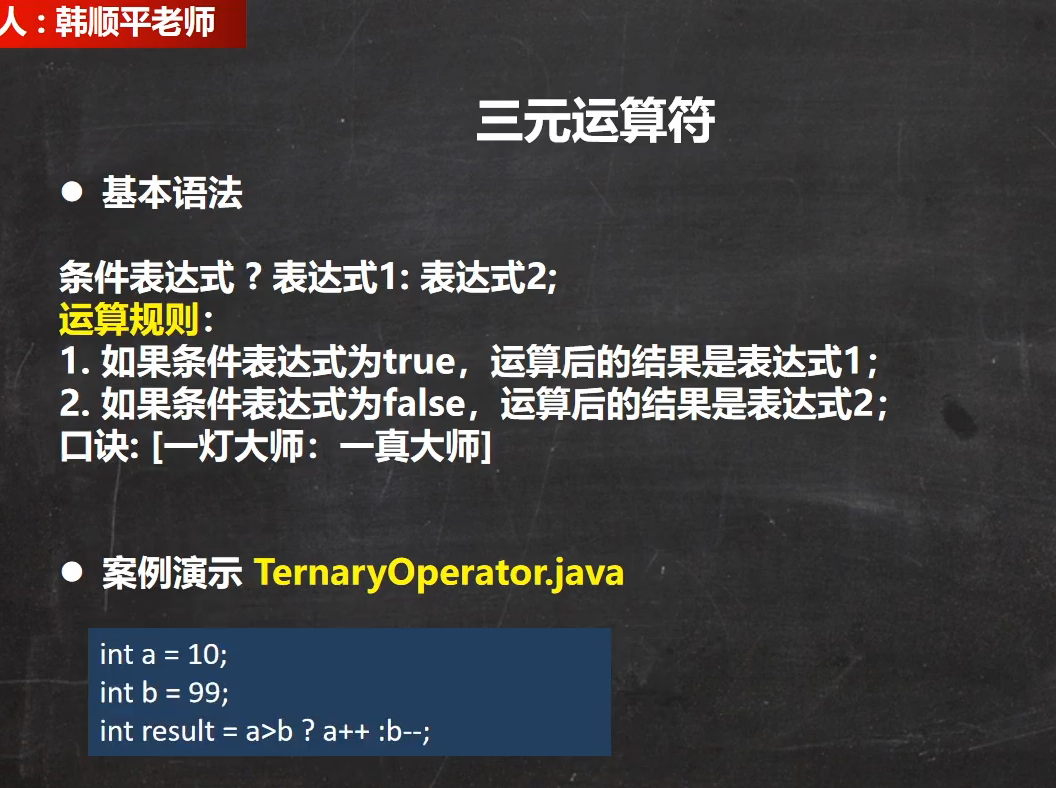 人：韩顺平老师
三元运算符
● 基本语法
条件表达式 ? 表达式1: 表达式2;
运算规则：
1. 如果条件表达式为true，运算后的结果是表达式1；
2. 如果条件表达式为false，运算后的结果是表达式2；
口诀: [一灯大师：一真大师]
● 案例演示 TernaryOperator.java
int a = 10;
int b = 99;
int result = a>b ? a++ :b--;